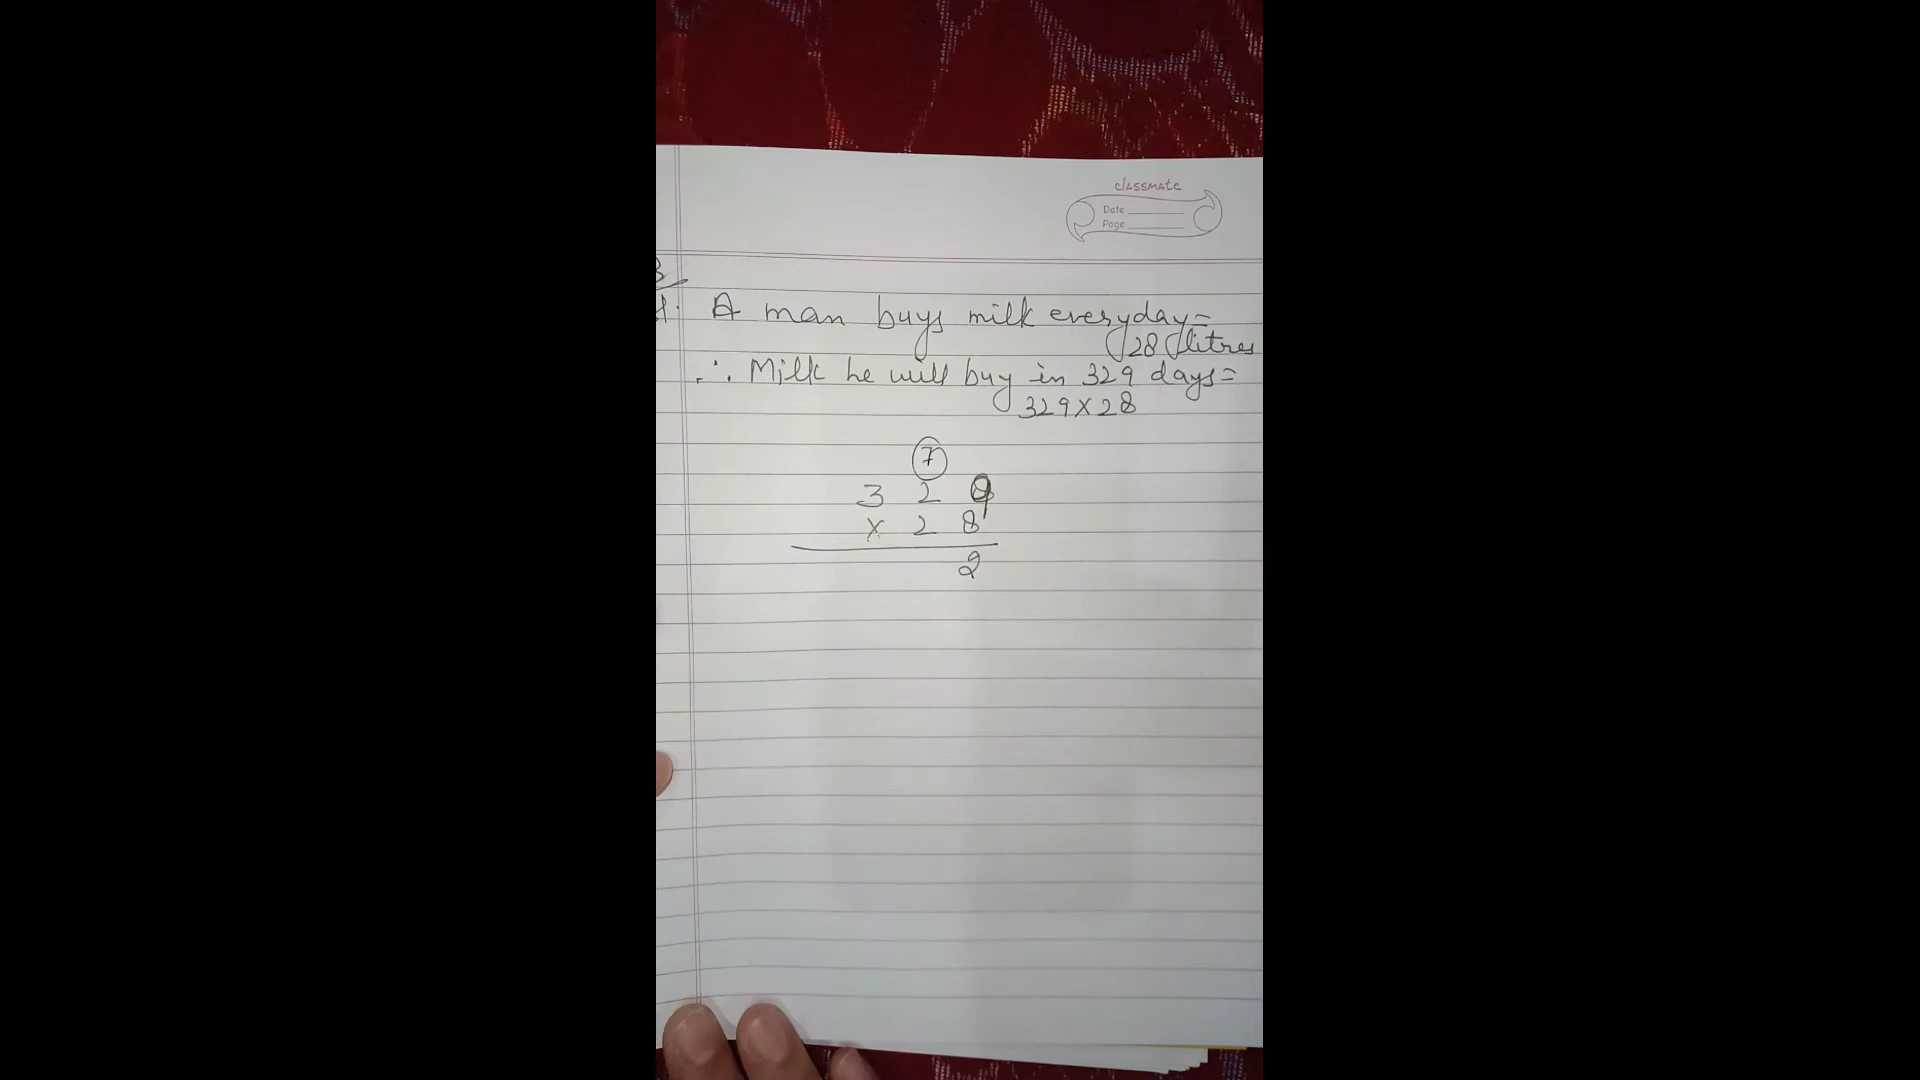 classmate
Date
Page
A man buys milk everyday=
28 litres
∴ Milk he will buy in 329 days=
329×28
7
3 2 9
× 2 8
2